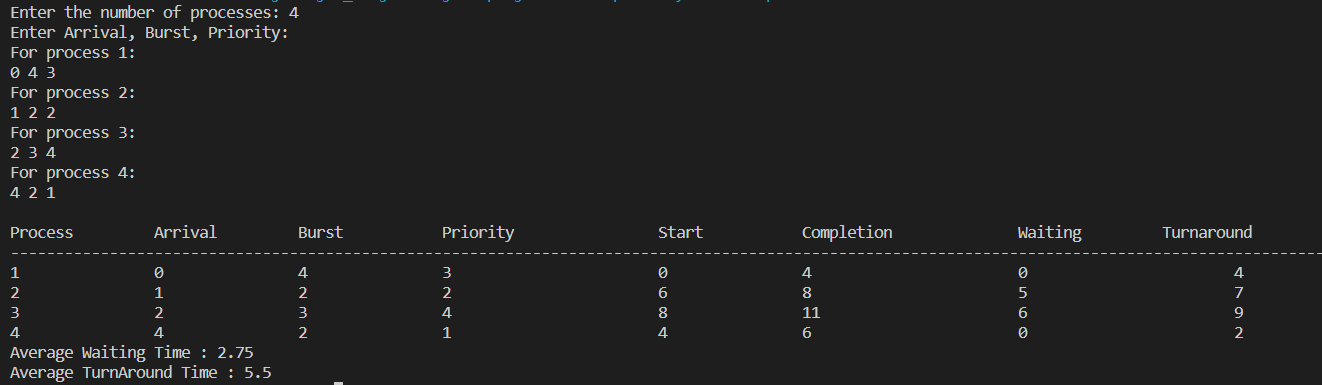 Enter the number of processes: 4
Enter Arrival, Burst, Priority:
For process 1:
0 4 3
For process 2:
1 2 2
For process 3:
2 3 4
For process 4:
4 2 1
Process Arrival Burst Priority Start Completion Waiting Turnaround
--------------------------------------------------------------------------------------------------------------------------------------------------
1 0 4 3 0 4 0 4
2 1 2 2 6 8 5 7
3 2 3 4 8 11 6 9
4 4 2 1 4 6 0 2
Average Waiting Time : 2.75
Average TurnAround Time : 5.5